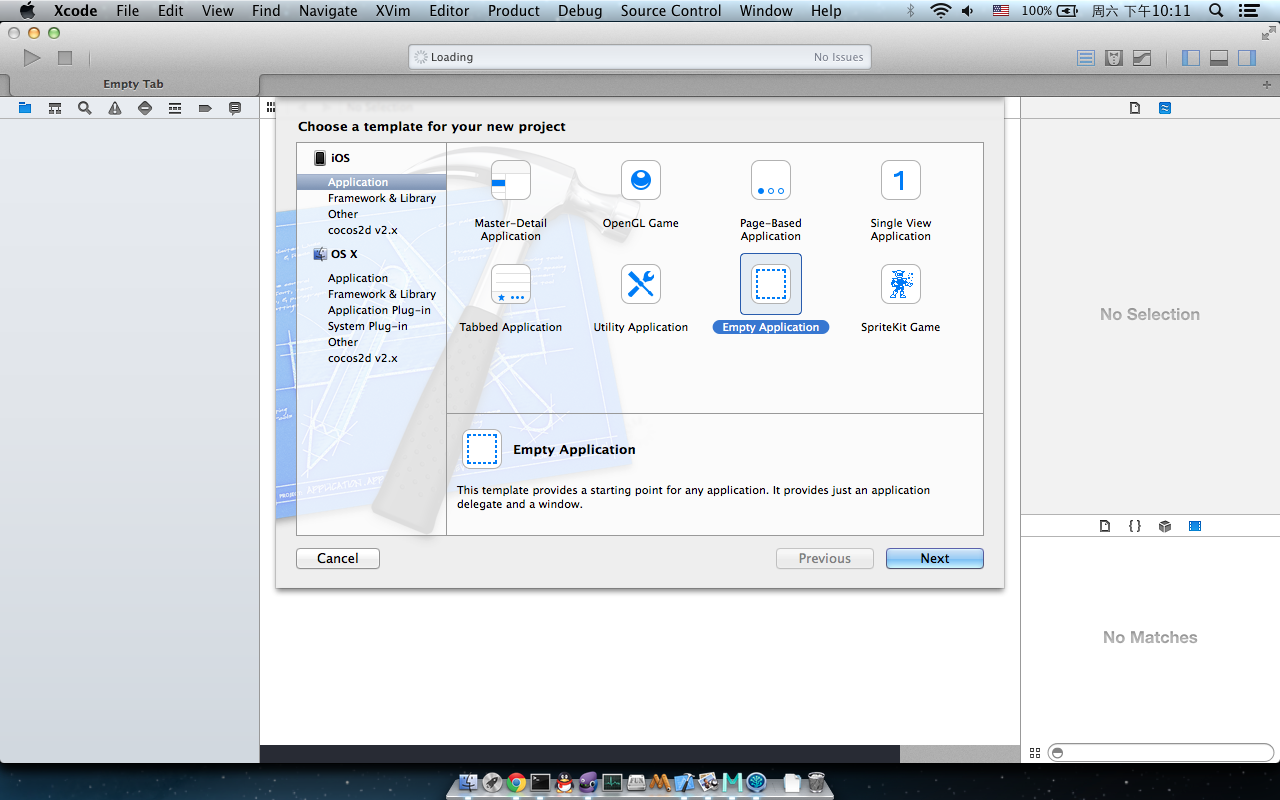 Xcode File Edit View Find Navigate XVim Editor Product Debug Source Control Window Help 100% 周六 下午10:11
Loading No Issues
Empty Tab
No Selection
Choose a template for your new project
iOS
Application
Framework & Library
Other
cocos2d v2.x
OS X
Application
Framework & Library
Application Plug-in
System Plug-in
Other
cocos2d v2.x
Master-Detail
Application
OpenGL Game
Page-Based
Application
1
Single View
Application
Tabbed Application
Utility Application
Empty Application
SpriteKit Game
Empty Application
This template provides a starting point for any application. It provides just an application
delegate and a window.
Cancel
Previous
Next
No Selection
{ }
No Matches